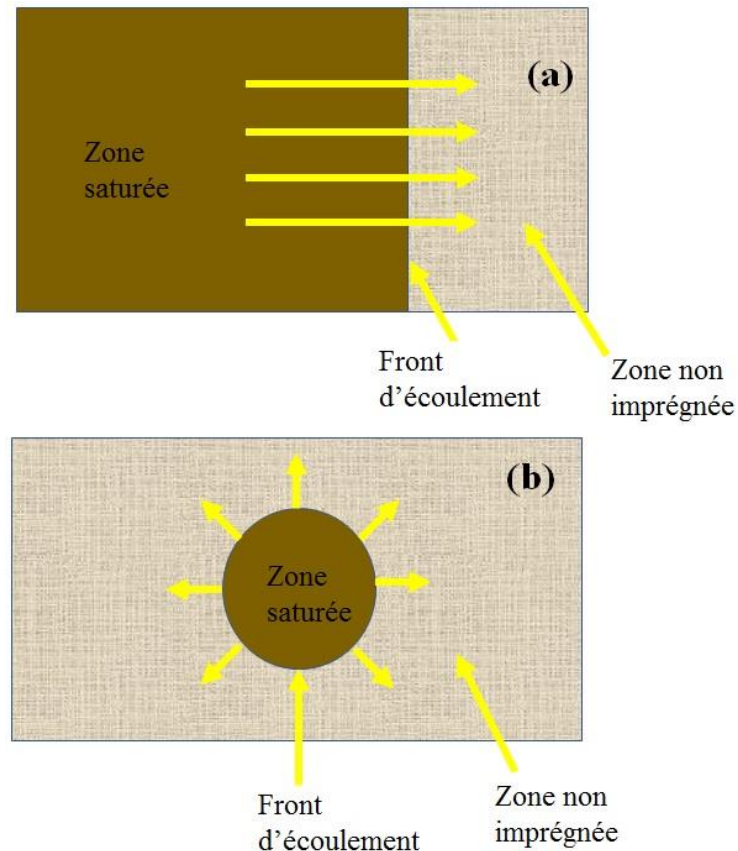 (a)
Zone
saturée
Front
d'écoulement
Zone non
imprégnée
(b)
Zone
saturée
Front
d'écoulement
Zone non
imprégnée